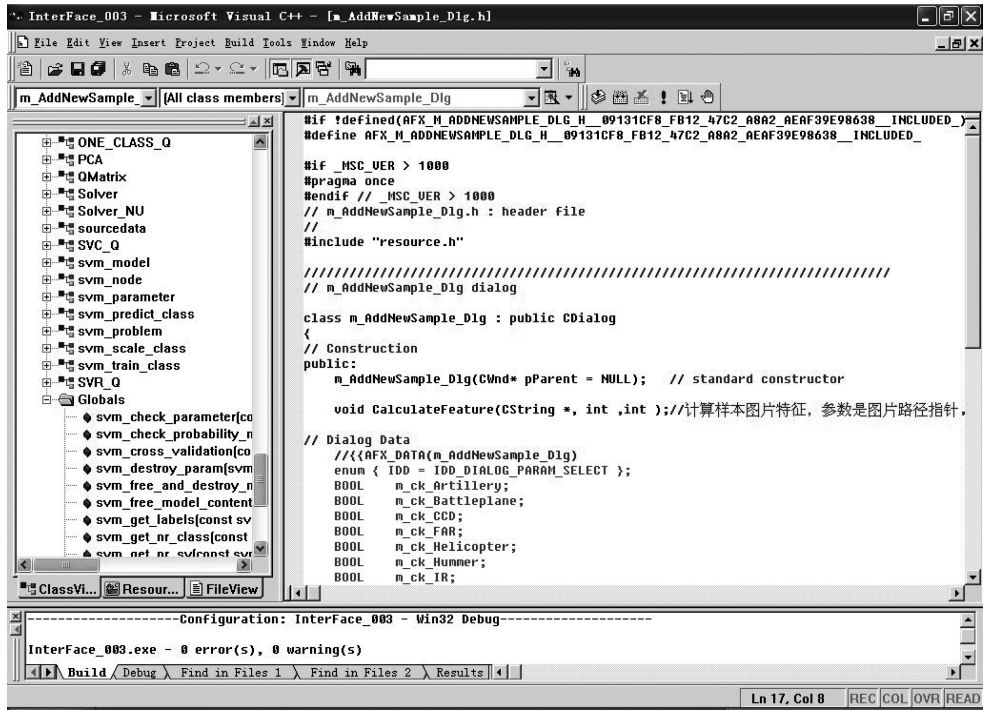 InterFace_003 - Microsoft Visual C++ - [m_AddNewSample_Dlg.h]
File Edit View Insert Project Build Tools Window Help
m_AddNewSample_ [All class members] m_AddNewSample_Dlg
ONE_CLASS_Q
PCA
QMatrix
Solver
Solver_NU
sourcedata
SVC_Q
svm_model
svm_node
svm_parameter
svm_predict_class
svm_problem
svm_scale_class
svm_train_class
SVR_Q
Globals
svm_check_parameter(co
svm_check_probability_n
svm_cross_validation(co
svm_destroy_param(svm
svm_free_and_destroy_n
svm_free_model_content
svm_get_labels(const sv
svm_get_nr_class(const
svm_get_nr_sv(const svr
ClassVi... Resour... FileView
#if !defined(AFX_M_ADDNEWSAMPLE_DLG_H__09131CF8_FB12_47C2_A8A2_AEAF39E98638__INCLUDED_)
#define AFX_M_ADDNEWSAMPLE_DLG_H__09131CF8_FB12_47C2_A8A2_AEAF39E98638__INCLUDED_
#if _MSC_VER > 1000
#pragma once
#endif // _MSC_VER > 1000
// m_AddNewSample_Dlg.h : header file
//
#include "resource.h"
/////////////////////////////////////////////////////////////////////////////
// m_AddNewSample_Dlg dialog
class m_AddNewSample_Dlg : public CDialog
{
// Construction
public:
m_AddNewSample_Dlg(CWnd* pParent = NULL); // standard constructor
void CalculateFeature(CString *, int ,int );//计算样本图片特征，参数是图片路径指针，
// Dialog Data
//{{AFX_DATA(m_AddNewSample_Dlg)
enum { IDD = IDD_DIALOG_PARAM_SELECT };
BOOL m_ck_Artillery;
BOOL m_ck_Battleplane;
BOOL m_ck_CCD;
BOOL m_ck_FAR;
BOOL m_ck_Helicopter;
BOOL m_ck_Hummer;
BOOL m_ck_IR;
--------------------Configuration: InterFace_003 - Win32 Debug--------------------
InterFace_003.exe - 0 error(s), 0 warning(s)
Build Debug Find in Files 1 Find in Files 2 Results
Ln 17, Col 8 REC COL OVR READ